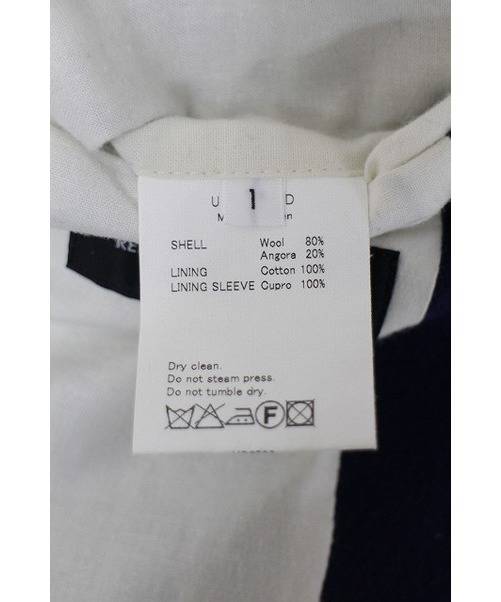 1
SHELL Wool 80%
Angora 20%
LINING Cotton 100%
LINING SLEEVE Cupro 100%
Dry clean.
Do not steam press.
Do not tumble dry.
F